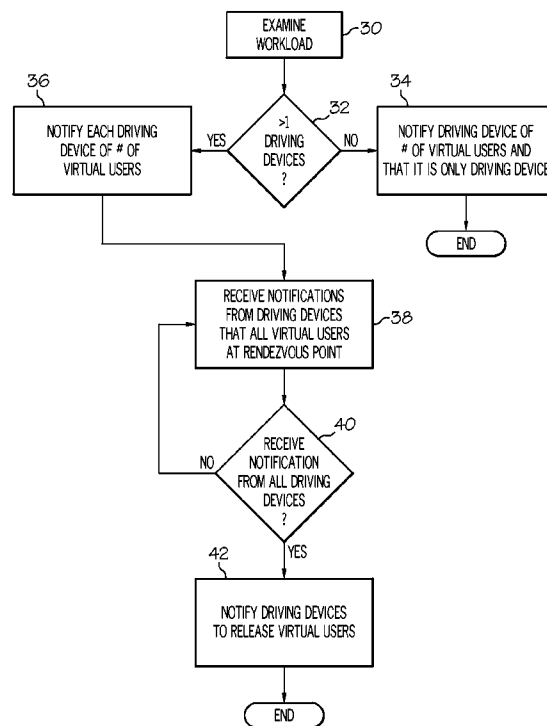 EXAMINE
WORKLOAD
30
36
NOTIFY EACH DRIVING
DEVICE OF # OF
VIRTUAL USERS
YES
>1
DRIVING
DEVICES
?
32
NO
34
NOTIFY DRIVING DEVICE OF
# OF VIRTUAL USERS AND
THAT IT IS ONLY DRIVING DEVICE
END
RECEIVE NOTIFICATIONS
FROM DRIVING DEVICES
THAT ALL VIRTUAL USERS
AT RENDEZVOUS POINT
38
RECEIVE
NOTIFICATION
FROM ALL DRIVING
DEVICES
?
40
NO
YES
42
NOTIFY DRIVING DEVICES
TO RELEASE VIRTUAL USERS
END